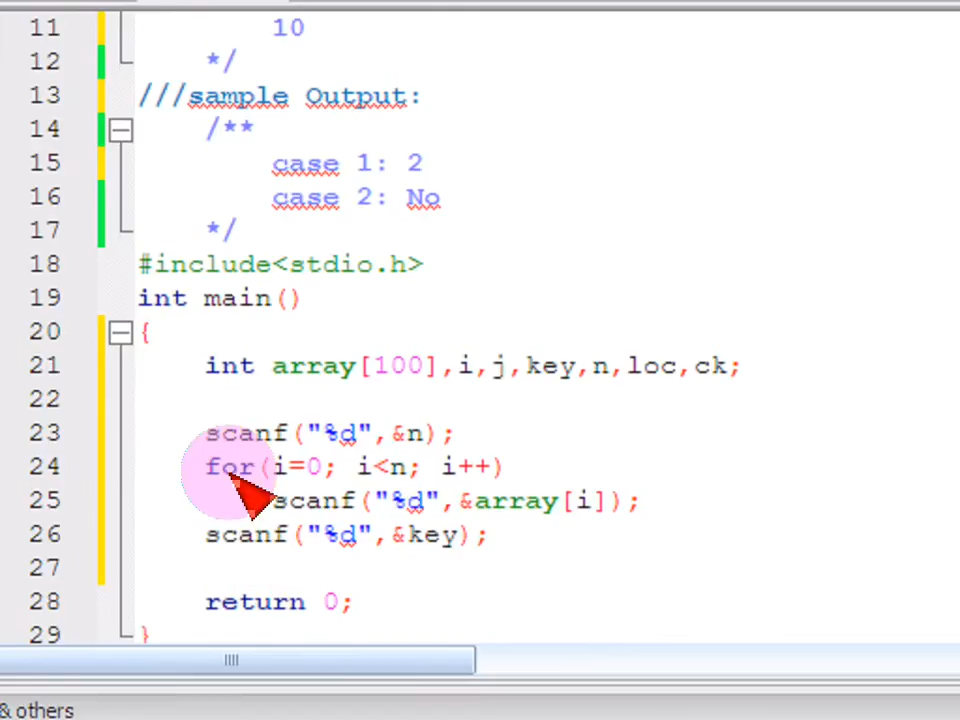 11 10
12 */
13 ///sample Output:
14 /**
15 case 1: 2
16 case 2: No
17 */
18 #include<stdio.h>
19 int main()
20 {
21 int array[100],i,j,key,n,loc,ck;
22
23 scanf("%d",&n);
24 for(i=0; i<n; i++)
25 scanf("%d",&array[i]);
26 scanf("%d",&key);
27
28 return 0;
29 }
& others